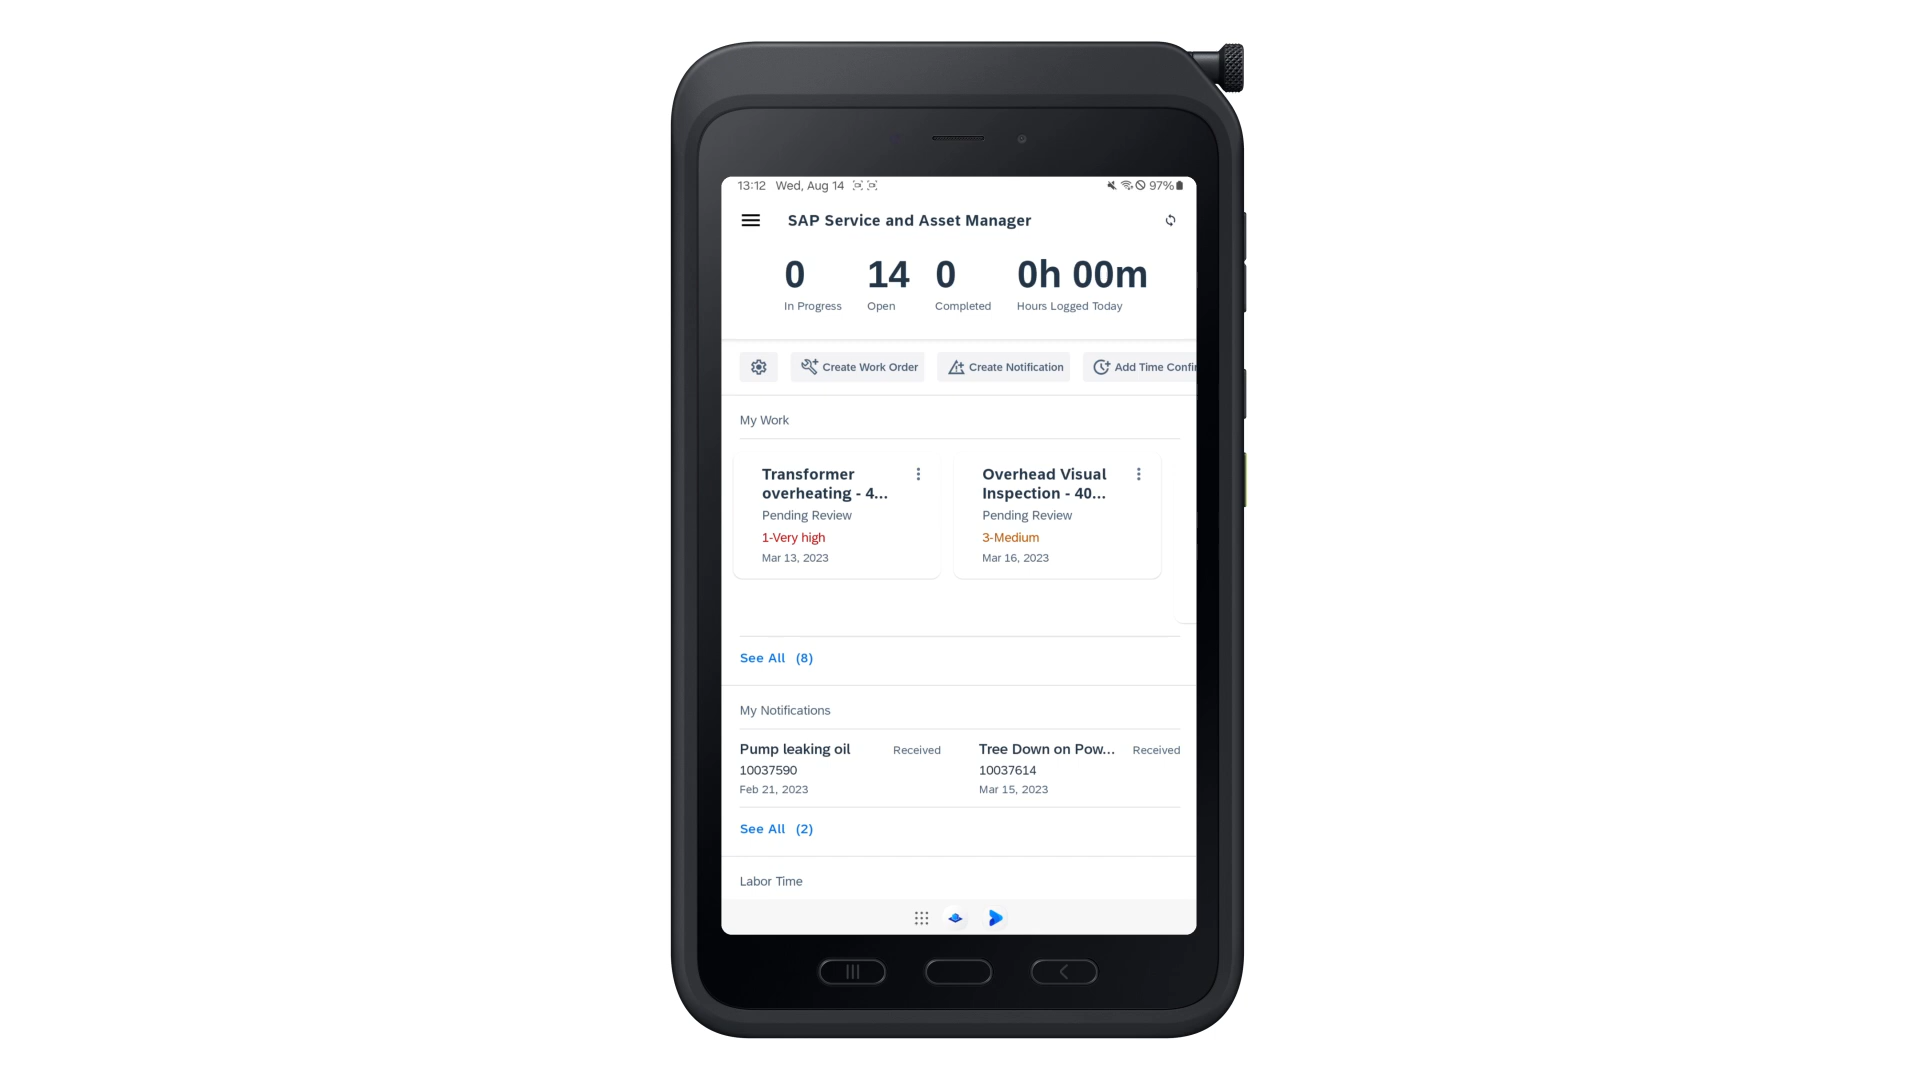 13:12 Wed, Aug 14 97%
SAP Service and Asset Manager
0 14 0 0h 00m
In Progress Open Completed Hours Logged Today
Create Work Order Create Notification Add Time Confir
My Work
Transformer
overheating - 4...
Pending Review
1-Very high
Mar 13, 2023
Overhead Visual
Inspection - 40...
Pending Review
3-Medium
Mar 16, 2023
See All (8)
My Notifications
Pump leaking oil Received
10037590
Feb 21, 2023
Tree Down on Pow... Received
10037614
Mar 15, 2023
See All (2)
Labor Time